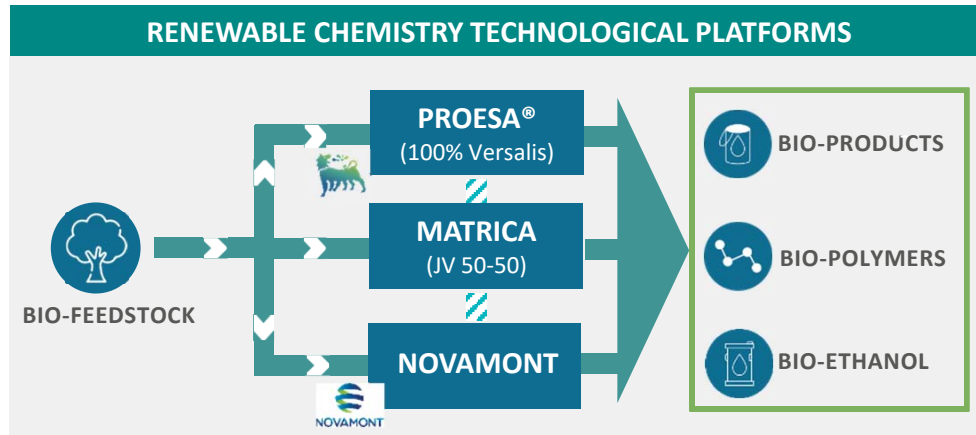 RENEWABLE CHEMISTRY TECHNOLOGICAL PLATFORMS
PROESA®
(100% Versalis)
BIO-PRODUCTS
MATRICA
(JV 50-50)
BIO-FEEDSTOCK
BIO-POLYMERS
NOVAMONT
NOVAMONT
BIO-ETHANOL